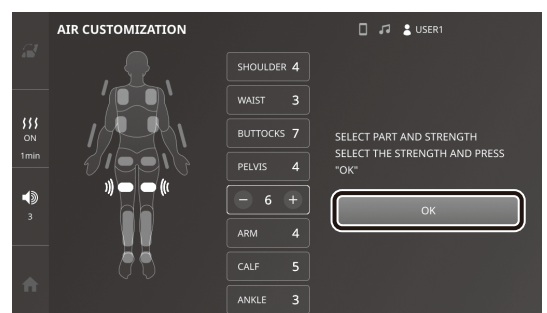 AIR CUSTOMIZATION
USER1
ON
1min
3
SHOULDER 4
WAIST 3
BUTTOCKS 7
PELVIS 4
− 6 +
ARM 4
CALF 5
ANKLE 3
SELECT PART AND STRENGTH
SELECT THE STRENGTH AND PRESS
"OK"
OK